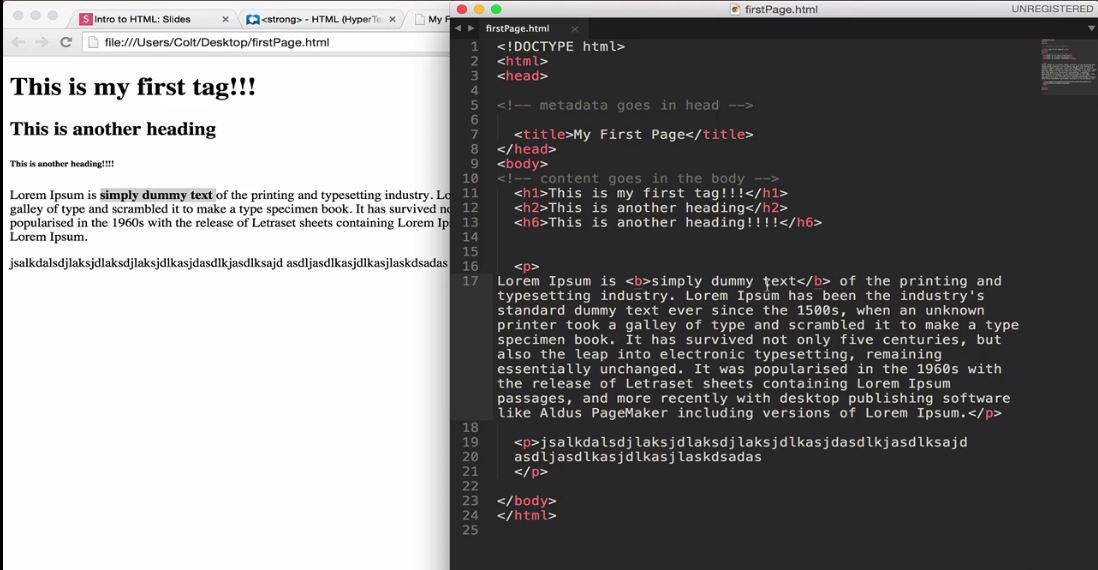 Intro to HTML: Slides
<strong> - HTML (HyperTe
My F
file:///Users/Colt/Desktop/firstPage.html
This is my first tag!!!
This is another heading
This is another heading!!!!
Lorem Ipsum is simply dummy text of the printing and typesetting industry. Lo
galley of type and scrambled it to make a type specimen book. It has survived no
popularised in the 1960s with the release of Letraset sheets containing Lorem Ip
Lorem Ipsum.
jsalkdalsdjlaksjdlaksdjlaksjdlkasjdasdlkjasdlksajd asdljasdlkasjdlkasjlaskdsadas
firstPage.html
UNREGISTERED
firstPage.html
1 <!DOCTYPE html>
2 <html>
3 <head>
4
5 <!-- metadata goes in head -->
6
7 <title>My First Page</title>
8 </head>
9 <body>
10 <!-- content goes in the body -->
11 <h1>This is my first tag!!!</h1>
12 <h2>This is another heading</h2>
13 <h6>This is another heading!!!!</h6>
14
15
16 <p>
17 Lorem Ipsum is <b>simply dummy text</b> of the printing and
typesetting industry. Lorem Ipsum has been the industry's
standard dummy text ever since the 1500s, when an unknown
printer took a galley of type and scrambled it to make a type
specimen book. It has survived not only five centuries, but
also the leap into electronic typesetting, remaining
essentially unchanged. It was popularised in the 1960s with
the release of Letraset sheets containing Lorem Ipsum
passages, and more recently with desktop publishing software
like Aldus PageMaker including versions of Lorem Ipsum.</p>
18
19 <p>jsalkdalsdjlaksjdlaksdjlaksjdlkasjdasdlkjasdlksajd
20 asdljasdlkasjdlkasjlaskdsadas
21 </p>
22
23 </body>
24 </html>
25